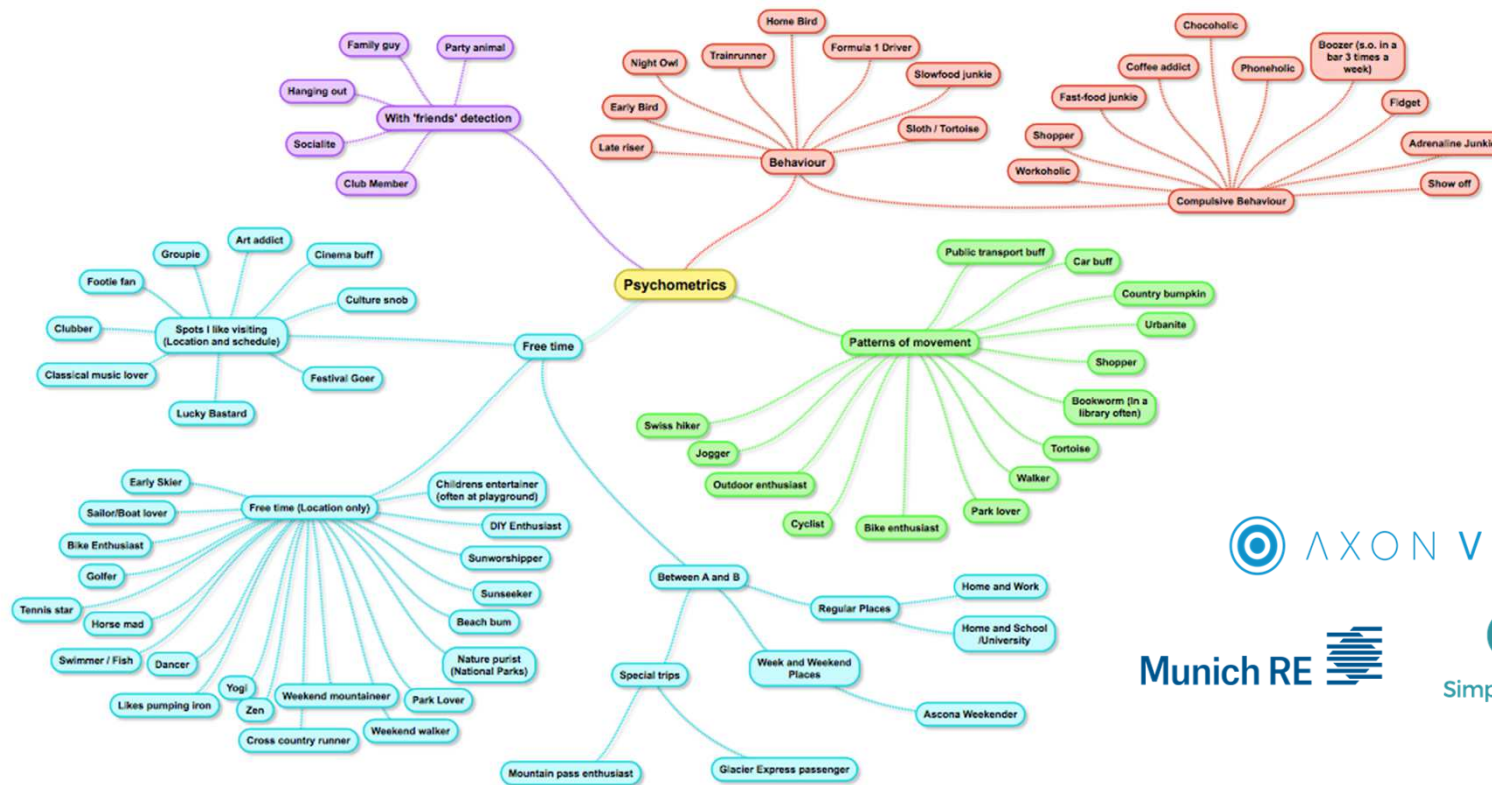 Family guy
Party animal
Hanging out
With 'friends' detection
Socialite
Club Member
Home Bird
Trainrunner
Formula 1 Driver
Night Owl
Slowfood junkie
Early Bird
Sloth / Tortoise
Late riser
Behaviour
Chocoholic
Boozer (s.o. in a
bar 3 times a
week)
Coffee addict
Phoneholic
Fast-food junkie
Fidget
Shopper
Adrenaline Junkie
Workoholic
Show off
Compulsive Behaviour
Psychometrics
Art addict
Groupie
Cinema buff
Footie fan
Culture snob
Clubber
Spots I like visiting
(Location and schedule)
Classical music lover
Festival Goer
Lucky Bastard
Free time
Public transport buff
Car buff
Country bumpkin
Urbanite
Patterns of movement
Shopper
Bookworm (In a
library often)
Swiss hiker
Tortoise
Jogger
Walker
Outdoor enthusiast
Park lover
Cyclist
Bike enthusiast
Early Skier
Childrens entertainer
(often at playground)
Sailor/Boat lover
Free time (Location only)
DIY Enthusiast
Bike Enthusiast
Sunworshipper
Golfer
Sunseeker
Tennis star
Horse mad
Beach bum
Swimmer / Fish
Dancer
Nature purist
(National Parks)
Likes pumping iron
Yogi
Zen
Weekend mountaineer
Park Lover
Cross country runner
Weekend walker
Between A and B
Regular Places
Home and Work
Home and School
/University
Special trips
Week and Weekend
Places
Ascona Weekender
Mountain pass enthusiast
Glacier Express passenger
AXON V
Munich RE
Simp